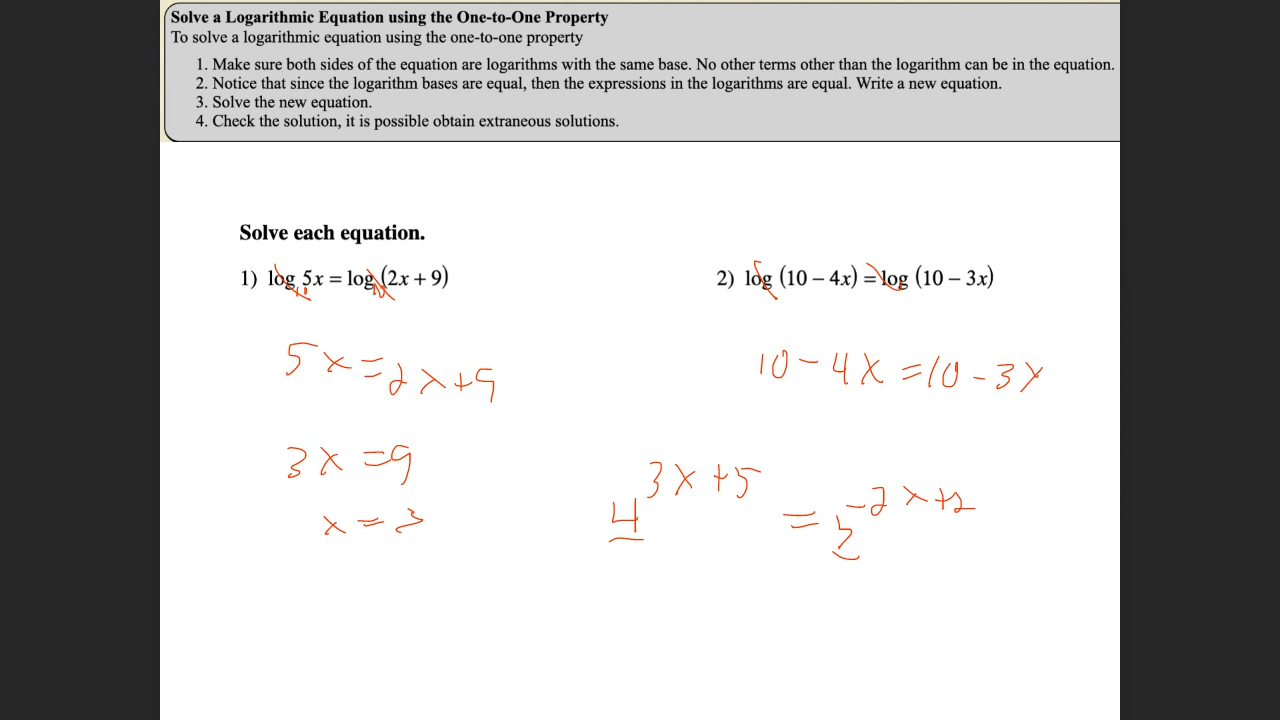 Solve a Logarithmic Equation using the One-to-One Property
To solve a logarithmic equation using the one-to-one property
1. Make sure both sides of the equation are logarithms with the same base. No other terms other than the logarithm can be in the equation.
2. Notice that since the logarithm bases are equal, then the expressions in the logarithms are equal. Write a new equation.
3. Solve the new equation.
4. Check the solution, it is possible obtain extraneous solutions.
Solve each equation.
1) log 5x = log (2x + 9)
5x = 2x + 9
3x = 9
x = 3
2) log (10 – 4x) = log (10 – 3x)
10 - 4x = 10 - 3x
4^{3x+5} = 5^{-2x+2}